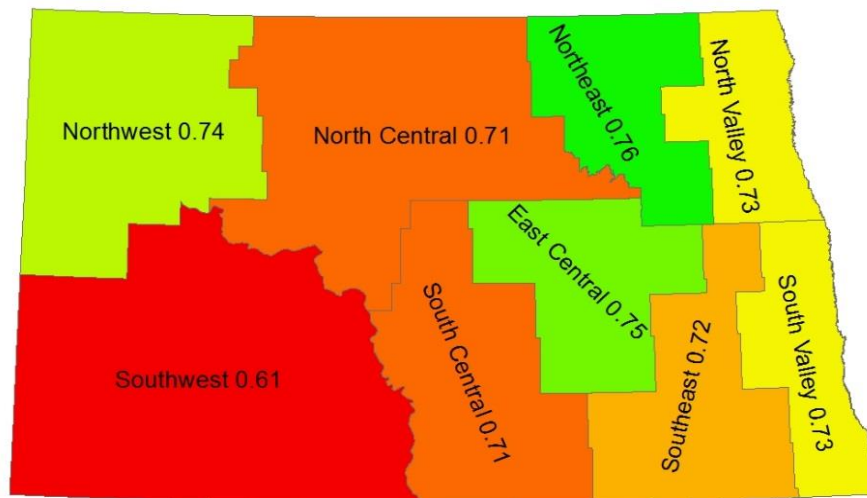 Northwest 0.74
North Central 0.71
Northeast 0.76
North Valley 0.73
East Central 0.75
Southwest 0.61
South Central 0.71
Southeast 0.72
South Valley 0.73